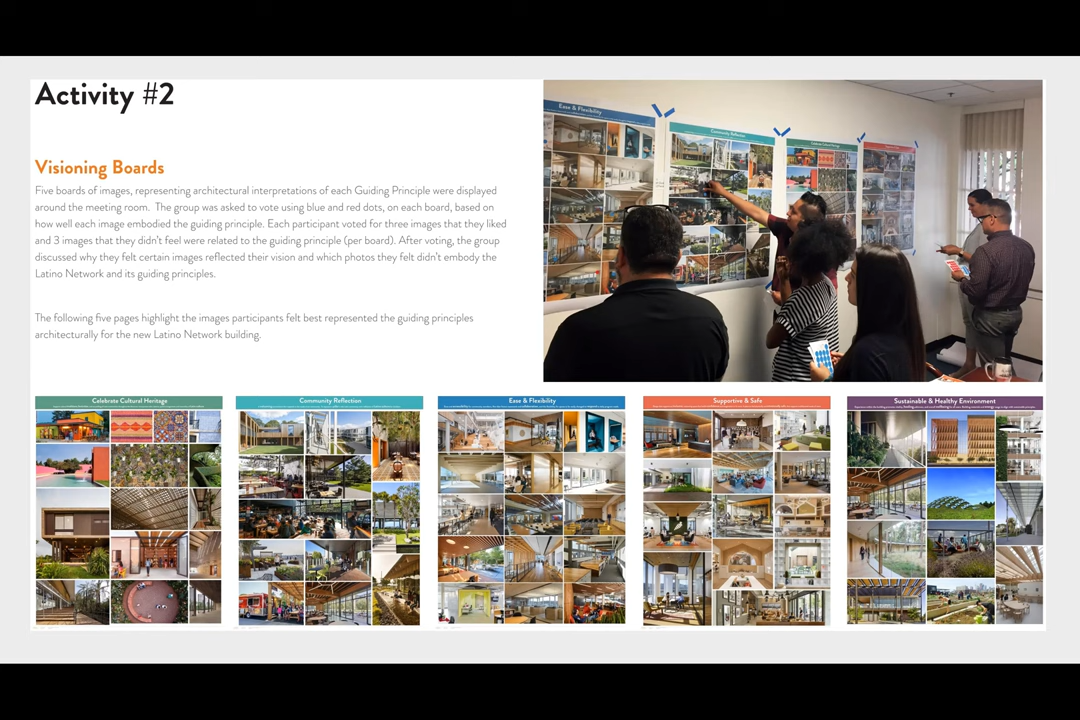 Activity #2
Visioning Boards
Five boards of images, representing architectural interpretations of each Guiding Principle were displayed
around the meeting room. The group was asked to vote using blue and red dots, on each board, based on
how well each image embodied the guiding principle. Each participant voted for three images that they liked
and 3 images that they didn't feel were related to the guiding principle (per board). After voting, the group
discussed why they felt certain images reflected their vision and which photos they felt didn't embody the
Latino Network and its guiding principles.
The following five pages highlight the images participants felt best represented the guiding principles
architecturally for the new Latino Network building.
Ease & Flexibility
Community Reflection
Celebrate Cultural Heritage
Community Reflection
Ease & Flexibility
Supportive & Safe
Sustainable & Healthy Environment